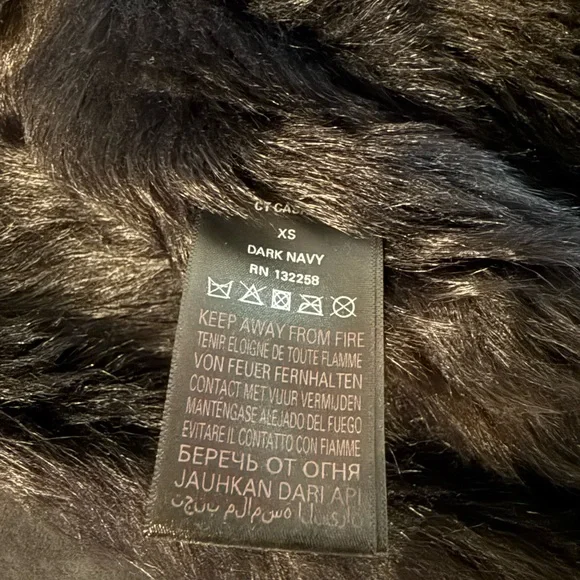 XS
DARK NAVY
RN 132258
KEEP AWAY FROM FIRE
TENIR ÉLOIGNÉ DE TOUTE FLAMME
VON FEUER FERNHALTEN
CONTACT MET VUUR VERMIJDEN
MANTÉNGASE ALEJADO DEL FUEGO
EVITARE IL CONTATTO CON FIAMME
БЕРЕЧЬ ОТ ОГНЯ
JAUHKAN DARI API